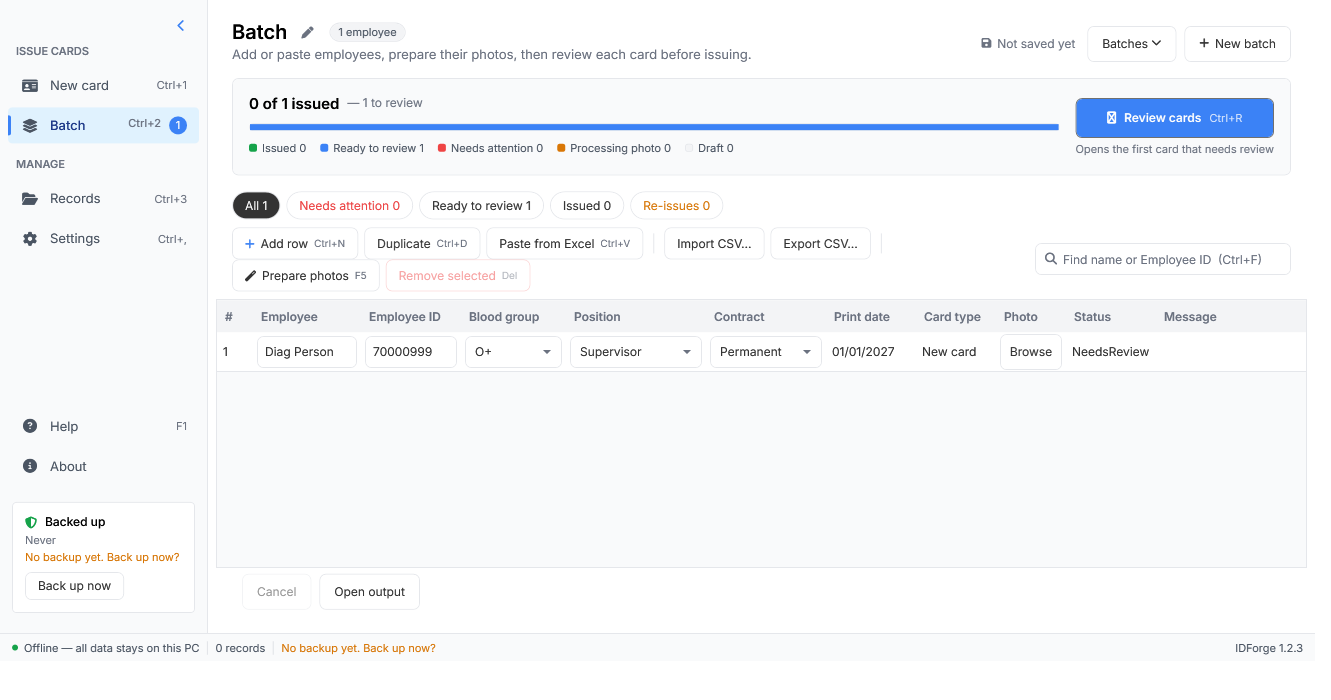 ISSUE CARDS
New card Ctrl+1
Batch Ctrl+2 1
MANAGE
Records Ctrl+3
Settings Ctrl+,
Help F1
About
Backed up
Never
No backup yet. Back up now?
Back up now
Batch 1 employee
Add or paste employees, prepare their photos, then review each card before issuing.
Not saved yet Batches + New batch
0 of 1 issued — 1 to review
Review cards Ctrl+R
Issued 0 Ready to review 1 Needs attention 0 Processing photo 0 Draft 0
Opens the first card that needs review
All 1 Needs attention 0 Ready to review 1 Issued 0 Re-issues 0
+ Add row Ctrl+N Duplicate Ctrl+D Paste from Excel Ctrl+V Import CSV... Export CSV...
Prepare photos F5 Remove selected Del
Find name or Employee ID (Ctrl+F)
# Employee Employee ID Blood group Position Contract Print date Card type Photo Status Message
1 Diag Person 70000999 O+ Supervisor Permanent 01/01/2027 New card Browse NeedsReview
Cancel Open output
Offline — all data stays on this PC 0 records No backup yet. Back up now? IDForge 1.2.3